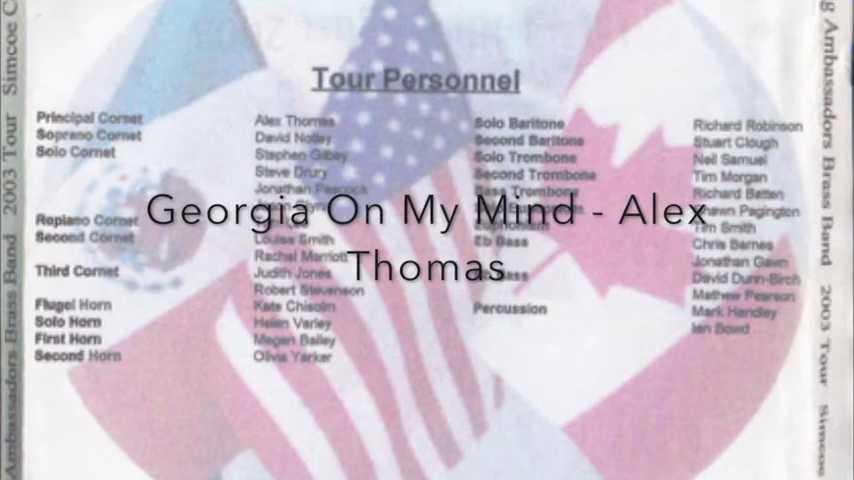 Tour Personnel
Principal Cornet Alex Thomas Solo Baritone Richard Robinson
Soprano Cornet David Notley Second Baritone Stuart Clough
Solo Cornet Stephen Gibey Solo Trombone Neil Samuel
Steve Drury Second Trombone Tim Morgan
Jonathan Peacock Bass Trombone Richard Batten
Pagington
Georgia On My Mind - Alex
Thomas
Repiano Cornet Tim Smith
Second Cornet Louise Smith Eb Bass Chris Barnes
Rachel Marriott Jonathan Gawn
Third Cornet Judith Jones Bass David Dunn-Birch
Robert Stevenson Mathew Pearson
Flugel Horn Kate Chisolm Percussion Mark Handley
Solo Horn Helen Varley Ian Bowd
First Horn Megan Bailey
Second Horn Olivia Yarker
Ambassadors Brass Band 2003 Tour Simcoe C
g Ambassadors Brass Band 2003 Tour Simcoe